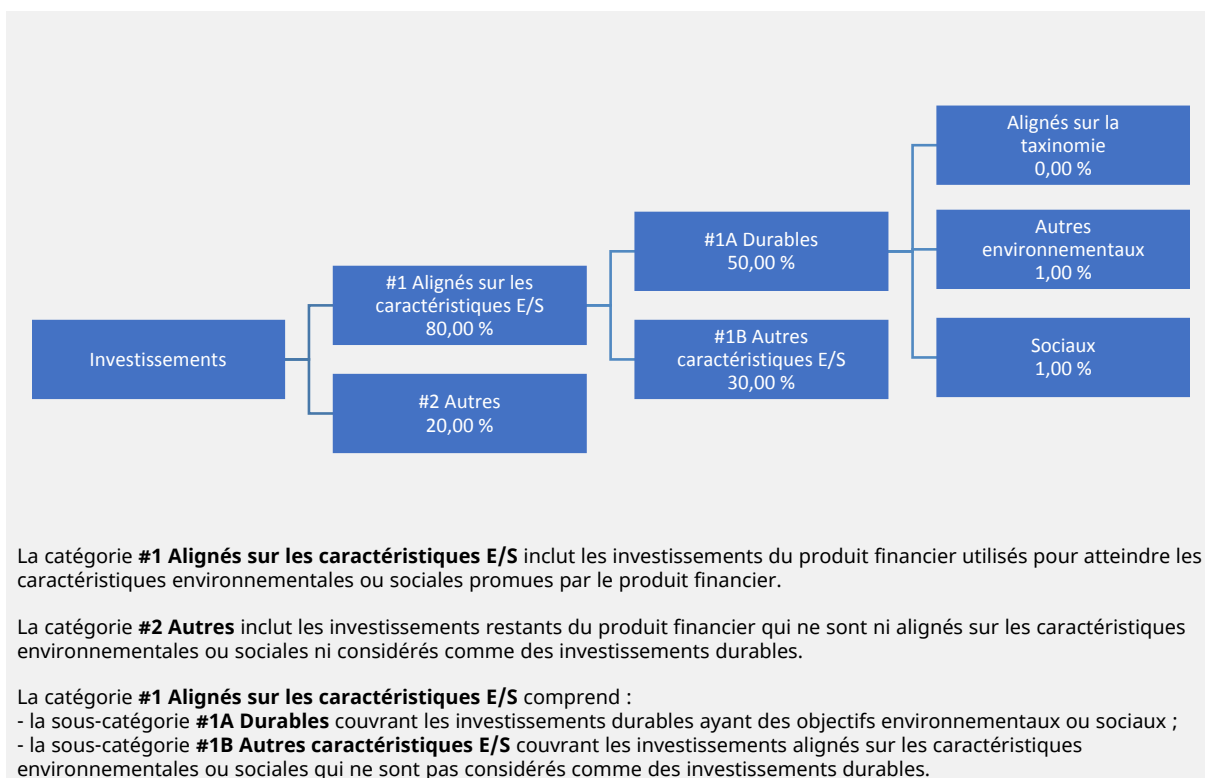 Investissements
#1 Alignés sur les
caractéristiques E/S
80,00 %
#2 Autres
20,00 %
#1A Durables
50,00 %
#1B Autres
caractéristiques E/S
30,00 %
Alignés sur la
taxinomie
0,00 %
Autres
environnementaux
1,00 %
Sociaux
1,00 %
La catégorie #1 Alignés sur les caractéristiques E/S inclut les investissements du produit financier utilisés pour atteindre les
caractéristiques environnementales ou sociales promues par le produit financier.
La catégorie #2 Autres inclut les investissements restants du produit financier qui ne sont ni alignés sur les caractéristiques
environnementales ou sociales ni considérés comme des investissements durables.
La catégorie #1 Alignés sur les caractéristiques E/S comprend :
- la sous-catégorie #1A Durables couvrant les investissements durables ayant des objectifs environnementaux ou sociaux ;
- la sous-catégorie #1B Autres caractéristiques E/S couvrant les investissements alignés sur les caractéristiques
environnementales ou sociales qui ne sont pas considérés comme des investissements durables.